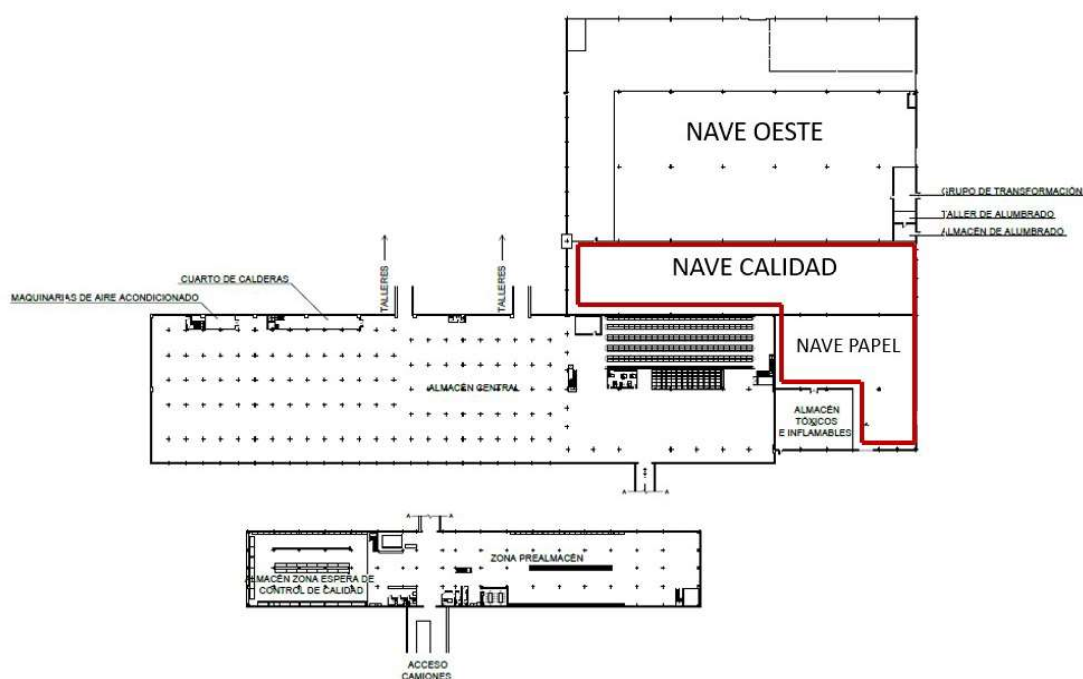 NAVE OESTE
GRUPO DE TRANSFORMACIÓN
TALLER DE ALUMBRADO
ALMACÉN DE ALUMBRADO
NAVE CALIDAD
TALLERES
TALLERES
CUARTO DE CALDERAS
MAQUINARIAS DE AIRE ACONDICIONADO
NAVE PAPEL
ALMACÉN CENTRAL
ALMACÉN
TÓXICOS
E INFLAMABLES
A A
A A
ZONA PREALMACÉN
ALMACÉN ZONA ESPERA DE
CONTROL DE CALIDAD
ACCESO
CAMIONES